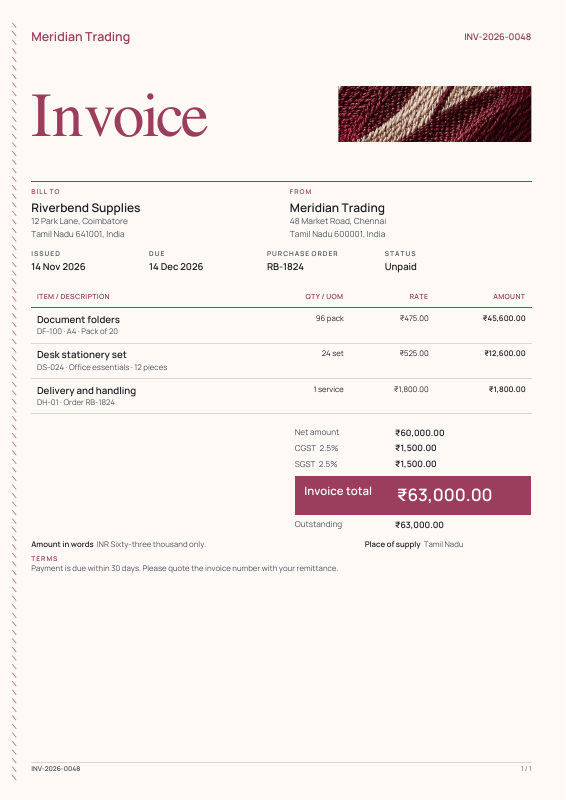 Meridian Trading
INV-2026-0048
Invoice
BILL TO
FROM
Riverbend Supplies
Meridian Trading
12 Park Lane, Coimbatore
48 Market Road, Chennai
Tamil Nadu 641001, India
Tamil Nadu 600001, India
ISSUED DUE PURCHASE ORDER STATUS
14 Nov 2026 14 Dec 2026 RB-1824 Unpaid
ITEM / DESCRIPTION QTY / UOM RATE AMOUNT
Document folders 96 pack ₹475.00 ₹45,600.00
DF-100 · A4 · Pack of 20
Desk stationery set 24 set ₹525.00 ₹12,600.00
DS-024 · Office essentials · 12 pieces
Delivery and handling 1 service ₹1,800.00 ₹1,800.00
DH-01 · Order RB-1824
Net amount ₹60,000.00
CGST 2.5% ₹1,500.00
SGST 2.5% ₹1,500.00
Invoice total ₹63,000.00
Outstanding ₹63,000.00
Amount in words INR Sixty-three thousand only. Place of supply Tamil Nadu
TERMS
Payment is due within 30 days. Please quote the invoice number with your remittance.
INV-2026-0048 1 / 1